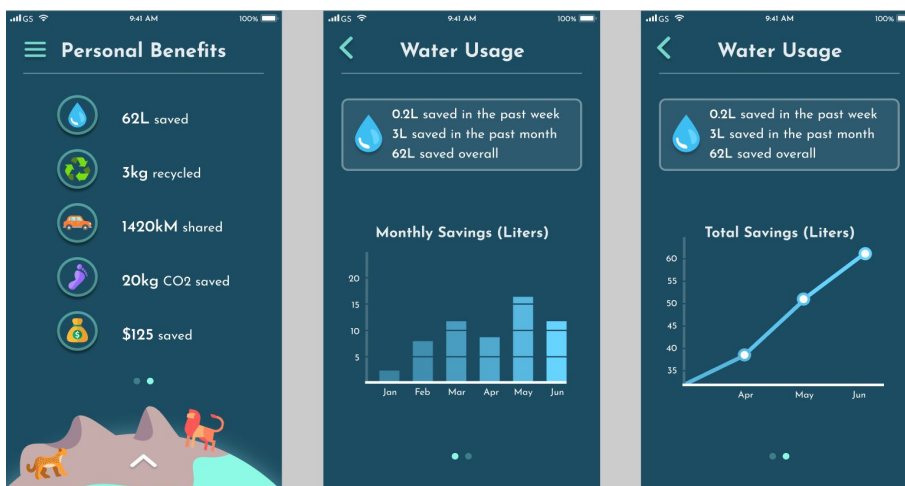 GS 9:41 AM 100%
Personal Benefits
62L saved
3kg recycled
1420kM shared
20kg CO2 saved
$
$125 saved
GS 9:41 AM 100%
Water Usage
0.2L saved in the past week
3L saved in the past month
62L saved overall
Monthly Savings (Liters)
20
15
10
5
Jan Feb Mar Apr May Jun
GS 9:41 AM 100%
Water Usage
0.2L saved in the past week
3L saved in the past month
62L saved overall
Total Savings (Liters)
60
55
50
45
40
35
Apr May Jun